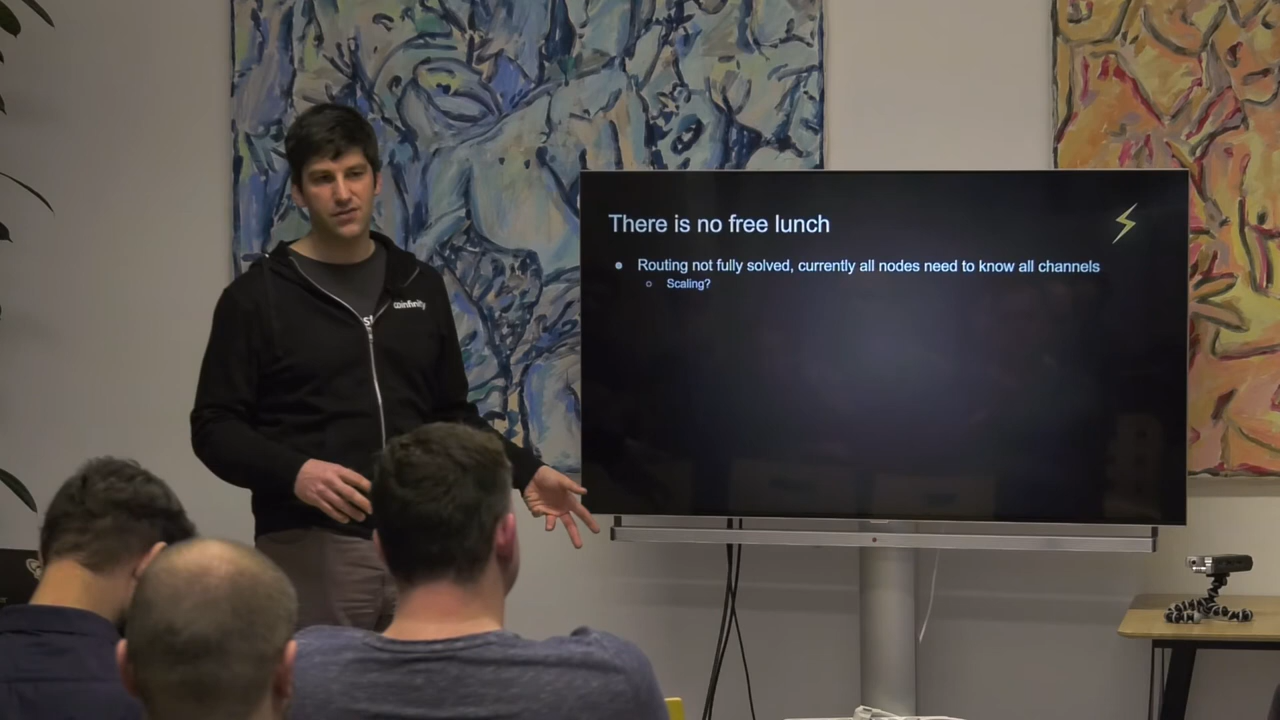 There is no free lunch
Routing not fully solved, currently all nodes need to know all channels
Scaling?
coinfinity